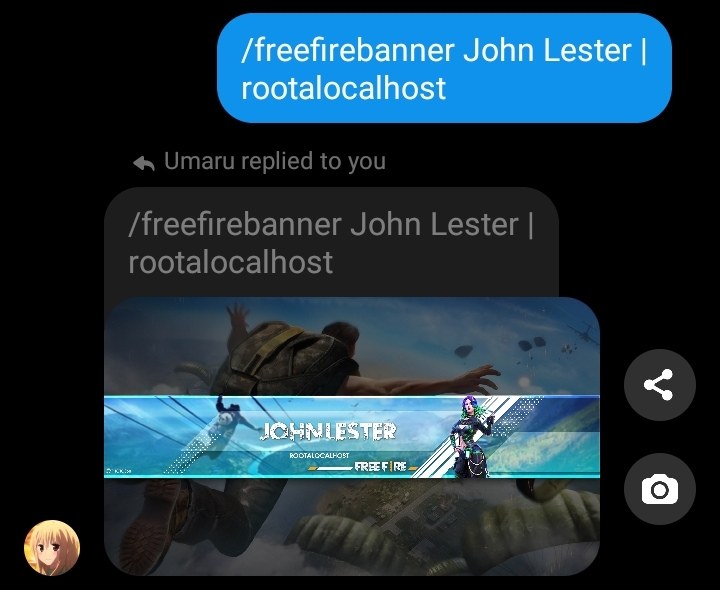 /freefirebanner John Lester |
rootalocalhost
Umaru replied to you
/freefirebanner John Lester |
rootalocalhost
JOHN LESTER
ROOTALOCALHOST
FREE FIRE